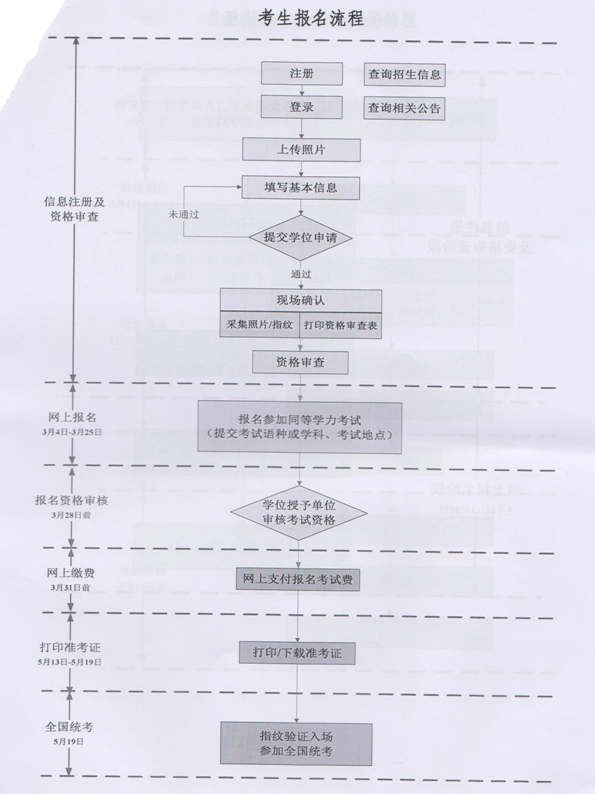 考生报名流程
注册
查询招生信息
登录
查询相关公告
上传照片
填写基本信息
信息注册及
资格审查
未通过
提交学位申请
通过
现场确认
采集照片/指纹
打印资格审查表
资格审查
网上报名
3月4日-3月25日
报名参加同等学力考试
（提交考试语种或学科、考试地点）
报名资格审核
3月28日前
学位授予单位
审核考试资格
网上缴费
3月31日前
网上支付报名考试费
打印准考证
5月13日-5月19日
打印/下载准考证
全国统考
5月19日
指纹验证入场
参加全国统考